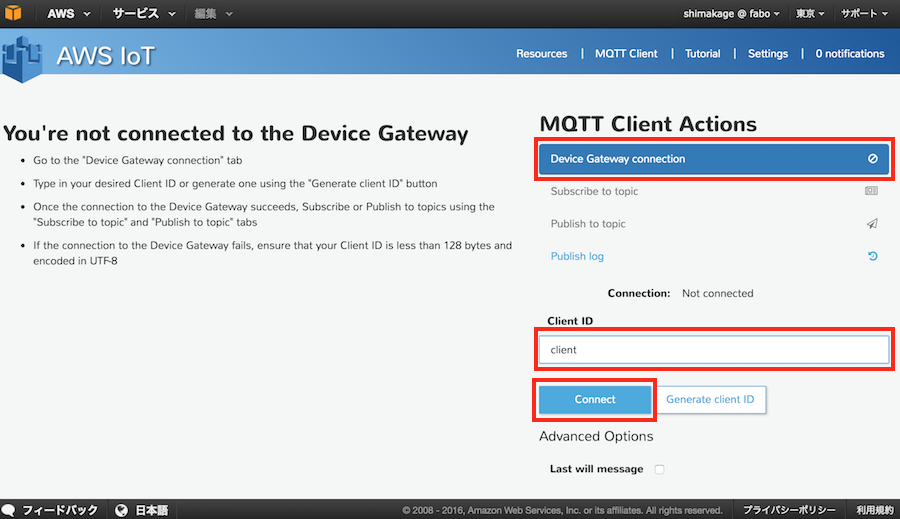 AWS サービス 編集 shimakage @ fabo 東京 サポート
AWS IoT Resources MQTT Client Tutorial Settings 0 notifications
You're not connected to the Device Gateway
Go to the "Device Gateway connection" tab
Type in your desired Client ID or generate one using the "Generate client ID" button
Once the connection to the Device Gateway succeeds, Subscribe or Publish to topics using the
"Subscribe to topic" and "Publish to topic" tabs
If the connection to the Device Gateway fails, ensure that your Client ID is less than 128 bytes and
encoded in UTF-8
MQTT Client Actions
Device Gateway connection
Subscribe to topic
Publish to topic
Publish log
Connection: Not connected
Client ID
client
Connect Generate client ID
Advanced Options
Last will message
フィードバック 日本語 © 2008 - 2016, Amazon Web Services, Inc. or its affiliates. All rights reserved. プライバシーポリシー 利用規約